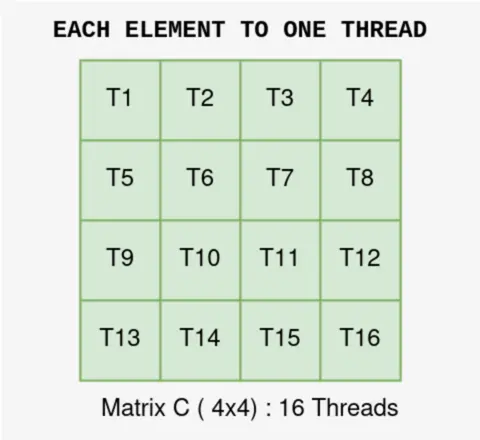 EACH ELEMENT TO ONE THREAD
T1 T2 T3 T4
T5 T6 T7 T8
T9 T10 T11 T12
T13 T14 T15 T16
Matrix C ( 4x4) : 16 Threads